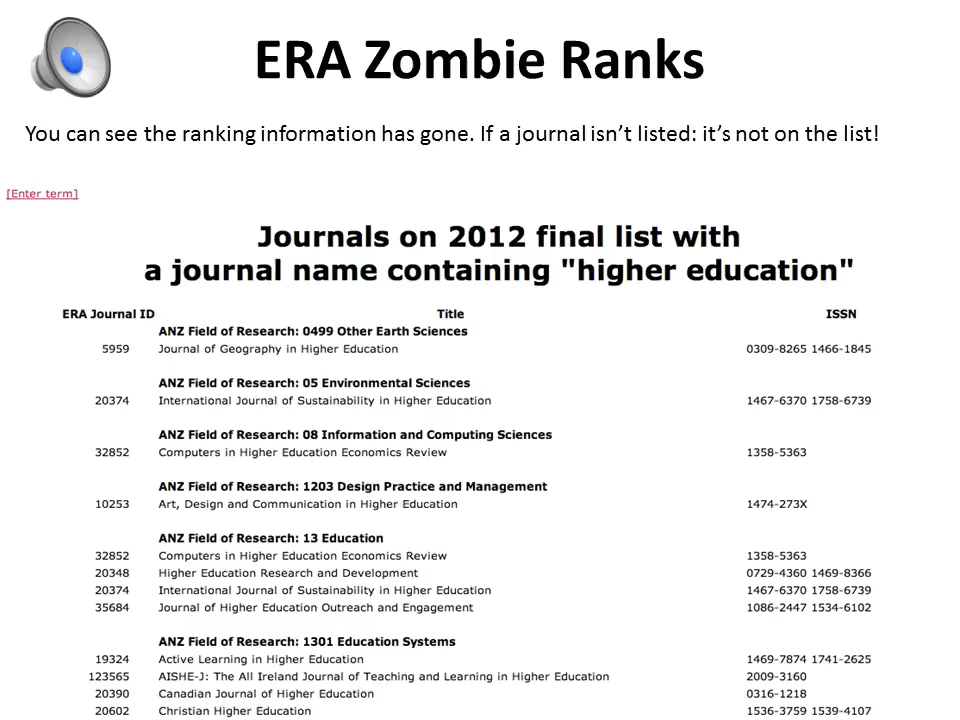 ERA Zombie Ranks
You can see the ranking information has gone. If a journal isn't listed: it's not on the list!
[Enter term]
Journals on 2012 final list with
a journal name containing "higher education"
ERA Journal ID Title ISSN
ANZ Field of Research: 0499 Other Earth Sciences
5959 Journal of Geography in Higher Education 0309-8265 1466-1845
ANZ Field of Research: 05 Environmental Sciences
20374 International Journal of Sustainability in Higher Education 1467-6370 1758-6739
ANZ Field of Research: 08 Information and Computing Sciences
32852 Computers in Higher Education Economics Review 1358-5363
ANZ Field of Research: 1203 Design Practice and Management
10253 Art, Design and Communication in Higher Education 1474-273X
ANZ Field of Research: 13 Education
32852 Computers in Higher Education Economics Review 1358-5363
20348 Higher Education Research and Development 0729-4360 1469-8366
20374 International Journal of Sustainability in Higher Education 1467-6370 1758-6739
35684 Journal of Higher Education Outreach and Engagement 1086-2447 1534-6102
ANZ Field of Research: 1301 Education Systems
19324 Active Learning in Higher Education 1469-7874 1741-2625
123565 AISHE-J: The All Ireland Journal of Teaching and Learning in Higher Education 2009-3160
20390 Canadian Journal of Higher Education 0316-1218
20602 Christian Higher Education 1536-3759 1539-4107